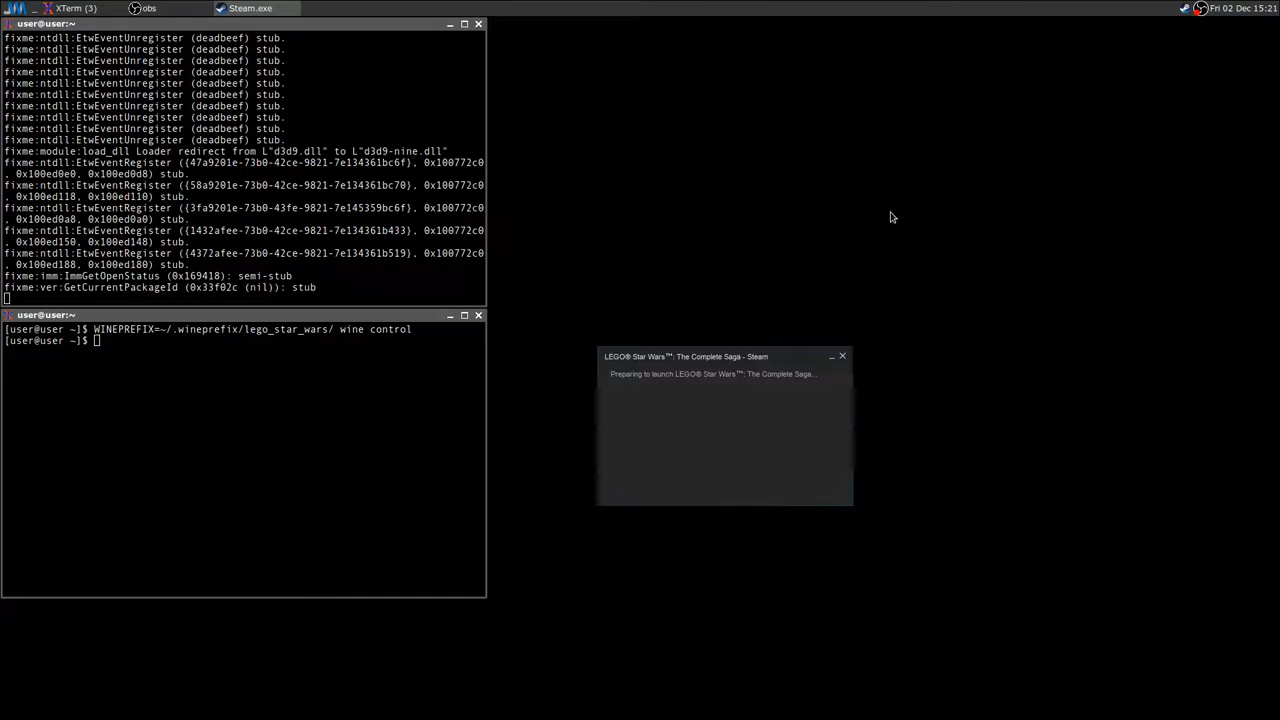 XTerm (3)
obs
Steam.exe
Fri 02 Dec 15:21
user@user:~
fixme:ntdll:EtwEventUnregister (deadbeef) stub.
fixme:ntdll:EtwEventUnregister (deadbeef) stub.
fixme:ntdll:EtwEventUnregister (deadbeef) stub.
fixme:ntdll:EtwEventUnregister (deadbeef) stub.
fixme:ntdll:EtwEventUnregister (deadbeef) stub.
fixme:ntdll:EtwEventUnregister (deadbeef) stub.
fixme:ntdll:EtwEventUnregister (deadbeef) stub.
fixme:ntdll:EtwEventUnregister (deadbeef) stub.
fixme:ntdll:EtwEventUnregister (deadbeef) stub.
fixme:ntdll:EtwEventUnregister (deadbeef) stub.
fixme:module:load_dll Loader redirect from L"d3d9.dll" to L"d3d9-nine.dll"
fixme:ntdll:EtwEventRegister ({47a9201e-73b0-42ce-9821-7e134361bc6f}, 0x100772c0
, 0x100ed0e0, 0x100ed0d8) stub.
fixme:ntdll:EtwEventRegister ({58a9201e-73b0-42ce-9821-7e134361bc70}, 0x100772c0
, 0x100ed118, 0x100ed110) stub.
fixme:ntdll:EtwEventRegister ({3fa9201e-73b0-43fe-9821-7e145359bc6f}, 0x100772c0
, 0x100ed0a8, 0x100ed0a0) stub.
fixme:ntdll:EtwEventRegister ({1432afee-73b0-42ce-9821-7e134361b433}, 0x100772c0
, 0x100ed150, 0x100ed148) stub.
fixme:ntdll:EtwEventRegister ({4372afee-73b0-42ce-9821-7e134361b519}, 0x100772c0
, 0x100ed188, 0x100ed180) stub.
fixme:imm:ImmGetOpenStatus (0x169418): semi-stub
fixme:ver:GetCurrentPackageId (0x33f02c (nil)): stub
user@user:~
[user@user ~]$ WINEPREFIX=~/.wineprefix/lego_star_wars/ wine control
[user@user ~]$
LEGO® Star Wars™: The Complete Saga - Steam
Preparing to launch LEGO® Star Wars™: The Complete Saga...